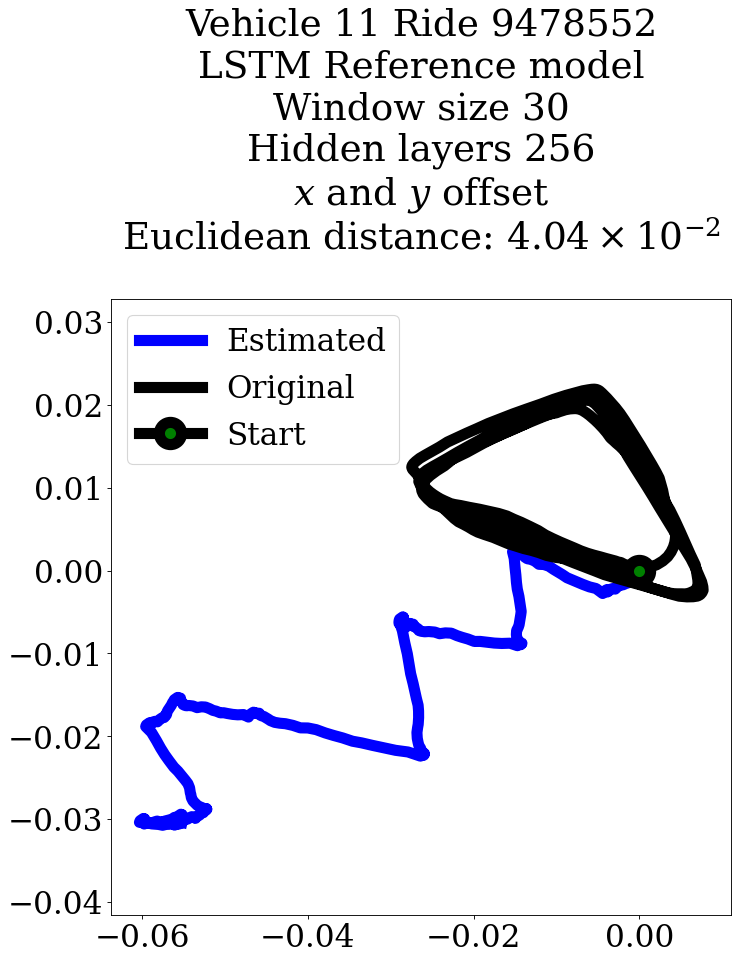 Vehicle 11 Ride 9478552
LSTM Reference model
Window size 30
Hidden layers 256
x and y offset
Euclidean distance: 4.04 × 10⁻²
Estimated
Original
Start
0.03
0.02
0.01
0.00
−0.01
−0.02
−0.03
−0.04
−0.06 −0.04 −0.02 0.00